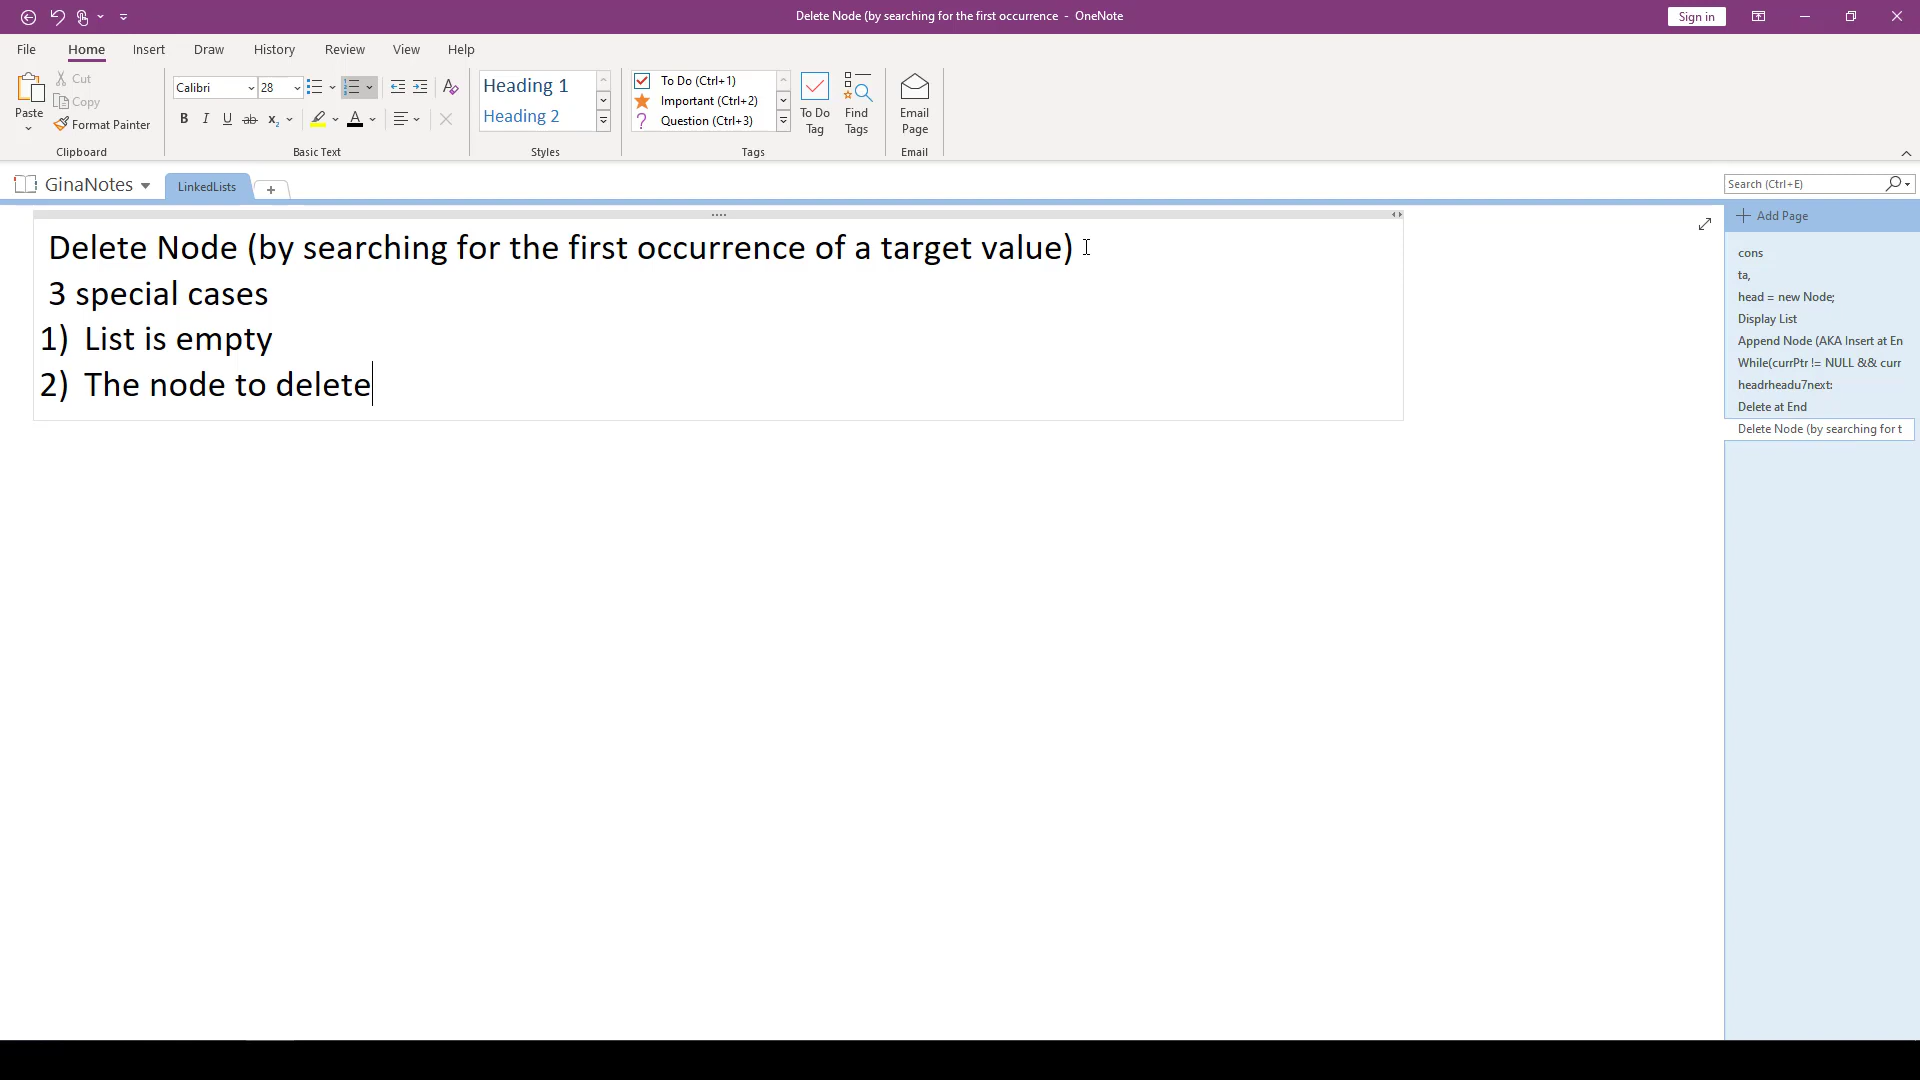 Delete Node (by searching for the first occurrence - OneNote
Sign in
File Home Insert Draw History Review View Help
Paste
Cut
Copy
Format Painter
Clipboard
Calibri 28
B I U ab x₂ A
Basic Text
Heading 1
Heading 2
Styles
To Do (Ctrl+1)
Important (Ctrl+2)
Question (Ctrl+3)
To Do Tag
Find Tags
Tags
Email Page
Email
GinaNotes LinkedLists
Search (Ctrl+E)
Delete Node (by searching for the first occurrence of a target value)
3 special cases
1) List is empty
2) The node to delete
Add Page
cons
ta,
head = new Node;
Display List
Append Node (AKA Insert at En
While(currPtr != NULL && curr
headrheadu7next:
Delete at End
Delete Node (by searching for t